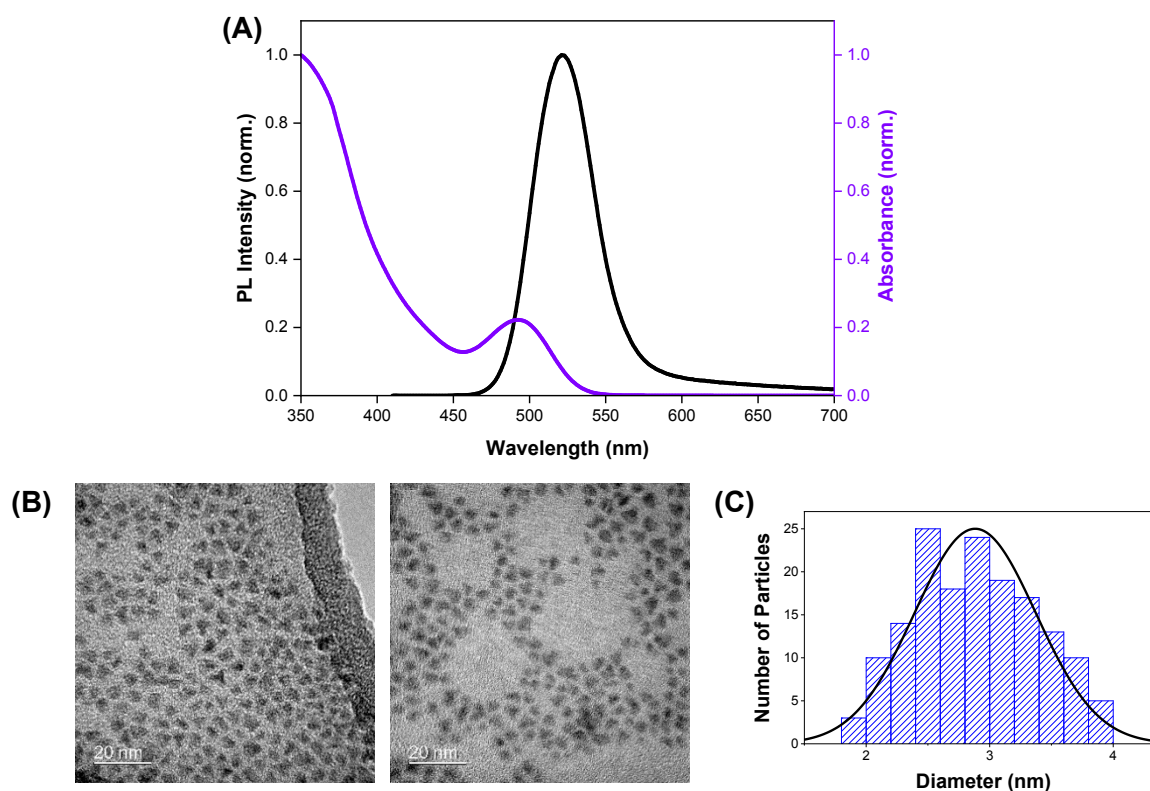 (A)
PL Intensity (norm.)
1.0
0.8
0.6
0.4
0.2
0.0
350 400 450 500 550 600 650 700
Wavelength (nm)
1.0
0.8
0.6
0.4
0.2
0.0
Absorbance (norm.)
(B)
20 nm
20 nm
(C)
Number of Particles
25
20
15
10
5
0
2 3 4
Diameter (nm)